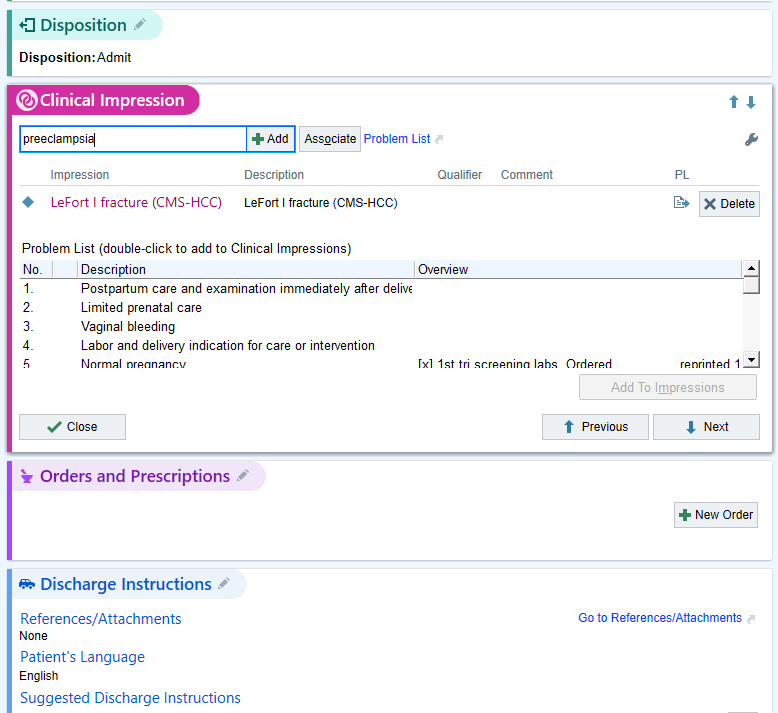 Disposition
Disposition:Admit
Clinical Impression
preeclampsia Add Associate Problem List
Impression Description Qualifier Comment PL
LeFort I fracture (CMS-HCC) LeFort I fracture (CMS-HCC) Delete
Problem List (double-click to add to Clinical Impressions)
No. Description Overview
1. Postpartum care and examination immediately after delive
2. Limited prenatal care
3. Vaginal bleeding
4. Labor and delivery indication for care or intervention
5 Normal pregnancy [x] 1st tri screening labs Ordered reprinted 1
Add To Impressions
Close Previous Next
Orders and Prescriptions
New Order
Discharge Instructions
References/Attachments Go to References/Attachments
None
Patient's Language
English
Suggested Discharge Instructions